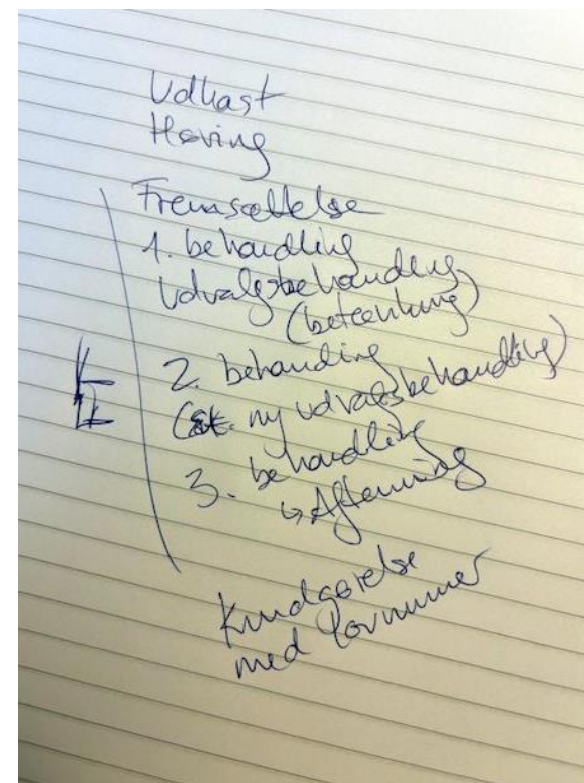 Udkast
Høring
Fremsættelse
1. behandling
Udvalgsbehandling
(betænkning)
2. behandling
ny udvalgsbehandling)
3. behandling
↳ Afstemning
Kundgørelse
med lovnummer